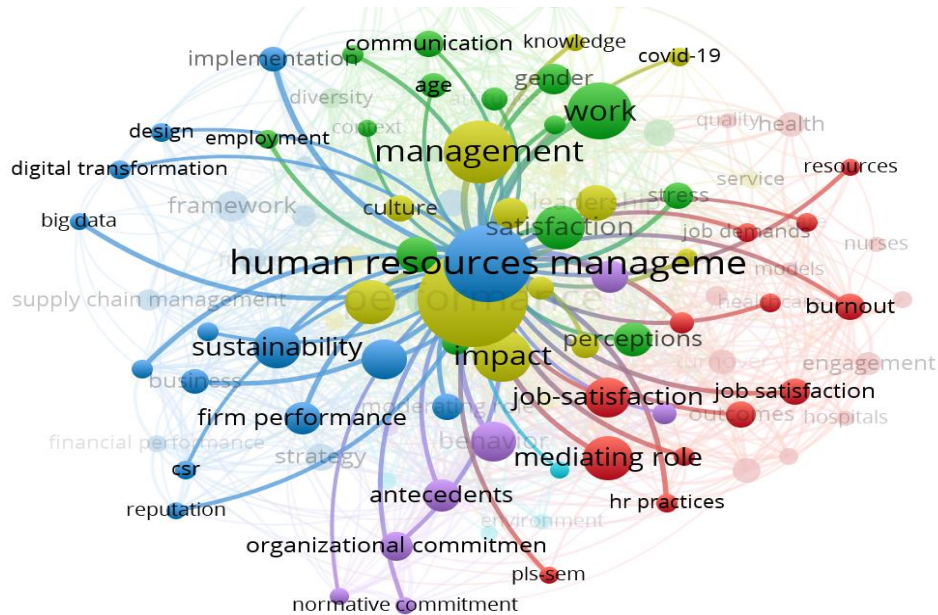 communication
knowledge
implementation
covid-19
gender
age
diversity
work
context
quality
health
design
employment
management
digital transformation
resources
service
stress
framework
culture
leadership
big data
satisfaction
job demands
nurses
human resources manageme
models
supply chain management
performance
burnout
sustainability
impact
perceptions
turnover
engagement
business
job-satisfaction
job satisfaction
firm performance
moderating role
outcomes
hospitals
financial performance
behavior
strategy
mediating role
csr
antecedents
hr practices
reputation
environment
organizational commitmen
pls-sem
normative commitment